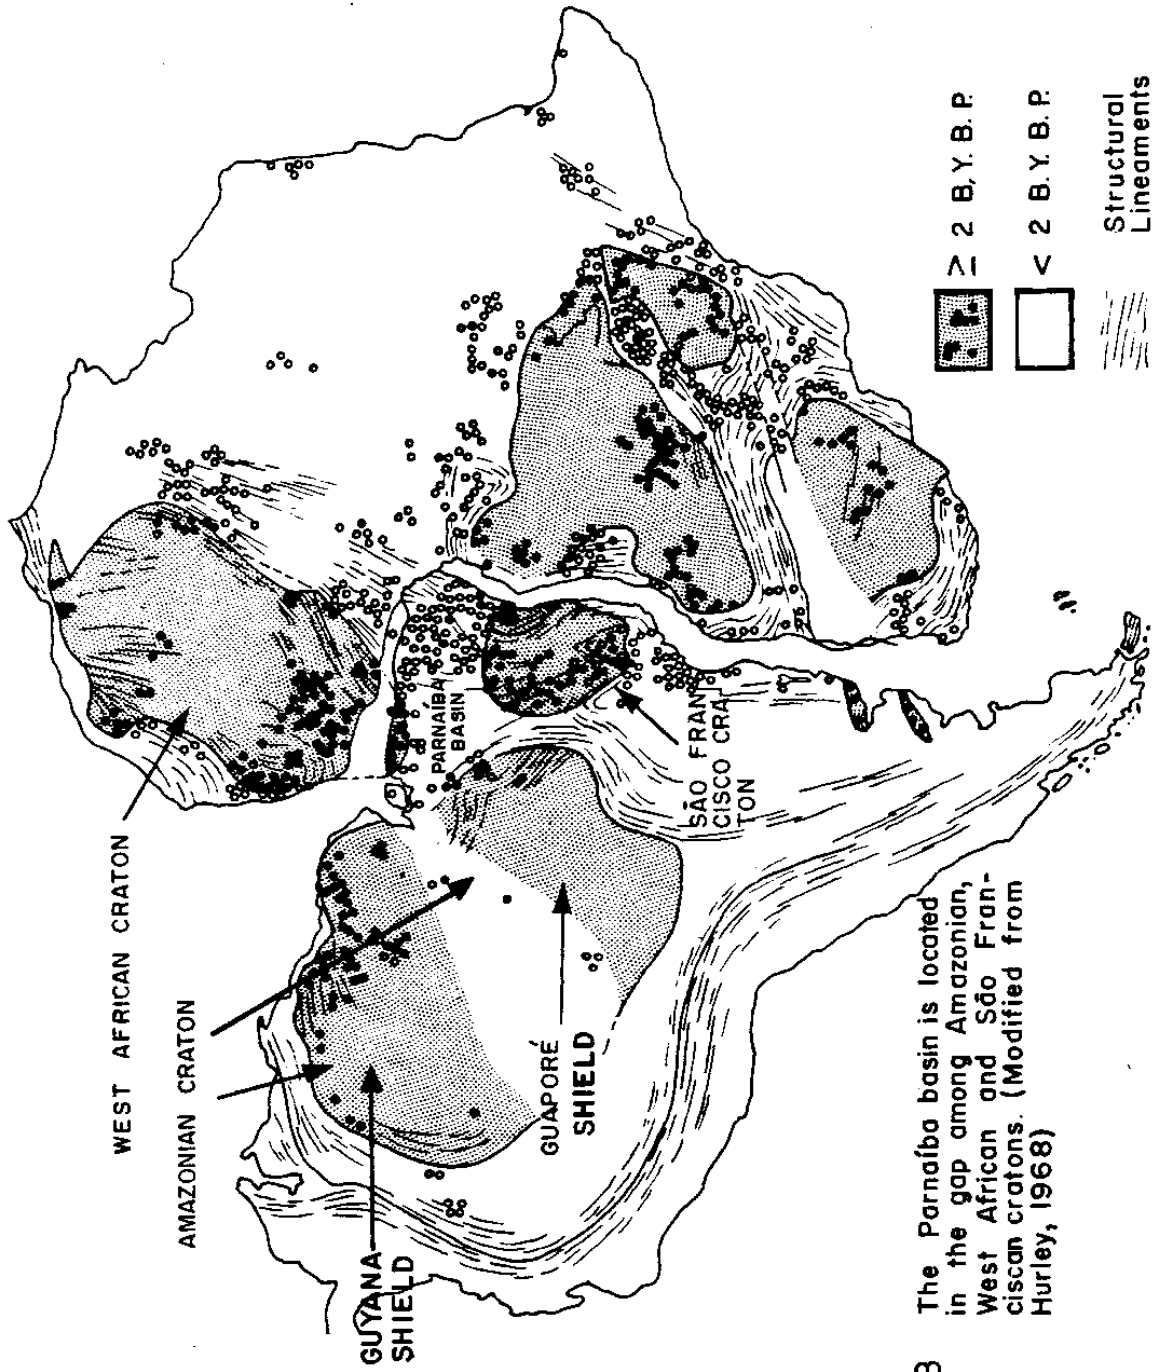 WEST AFRICAN CRATON
AMAZONIAN CRATON
GUYANA
SHIELD
GUAPORÉ
SHIELD
PARNAÍBA
BASIN
SÃO FRAN
CISCO CRA
TON
≥ 2 B.Y. B. P.
< 2 B.Y. B. P.
Structural
Lineaments
B
The Parnaíba basin is located
in the gap among Amazonian,
West African and São Fran-
ciscan cratons. (Modified from
Hurley, 1968)